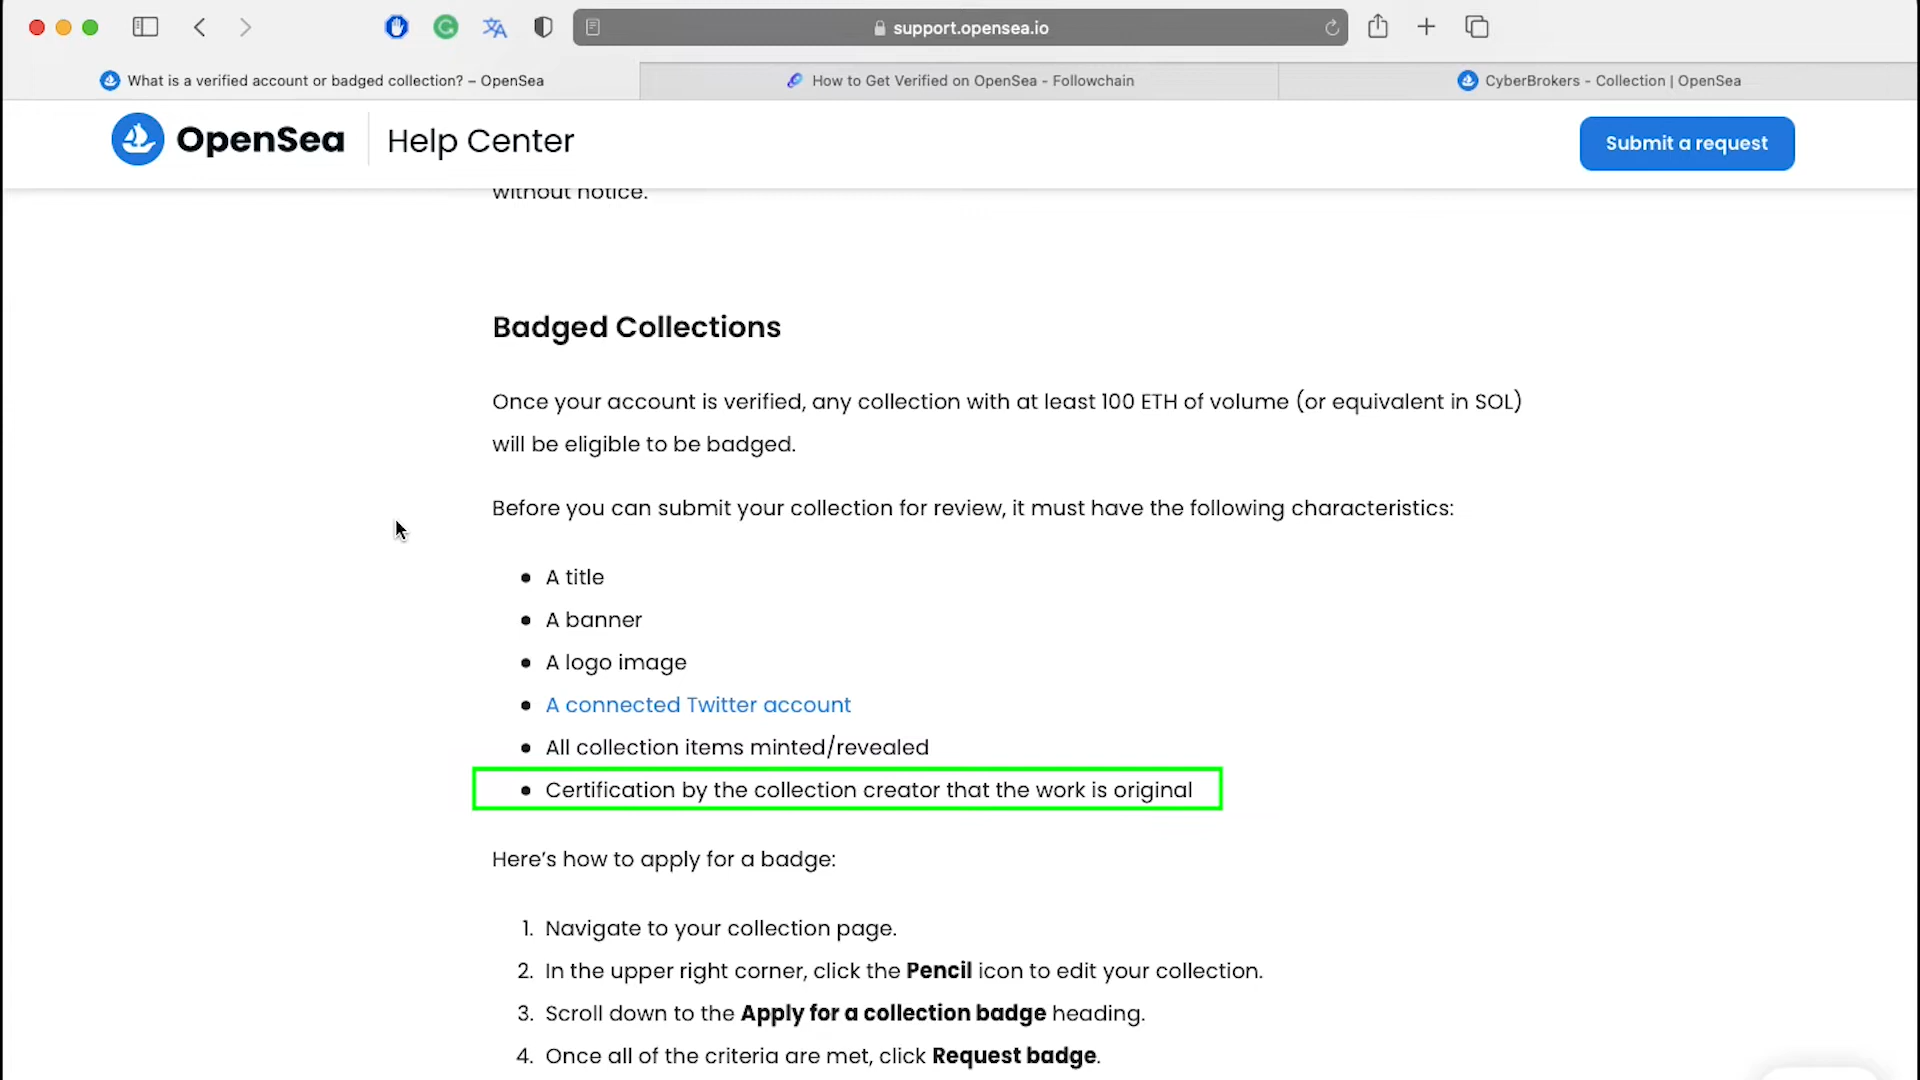 support.opensea.io
What is a verified account or badged collection? – OpenSea
How to Get Verified on OpenSea - Followchain
CyberBrokers - Collection | OpenSea
OpenSea
Help Center
Submit a request
without notice.
Badged Collections
Once your account is verified, any collection with at least 100 ETH of volume (or equivalent in SOL)
will be eligible to be badged.
Before you can submit your collection for review, it must have the following characteristics:
• A title
• A banner
• A logo image
• A connected Twitter account
• All collection items minted/revealed
• Certification by the collection creator that the work is original
Here's how to apply for a badge:
1. Navigate to your collection page.
2. In the upper right corner, click the Pencil icon to edit your collection.
3. Scroll down to the Apply for a collection badge heading.
4. Once all of the criteria are met, click Request badge.